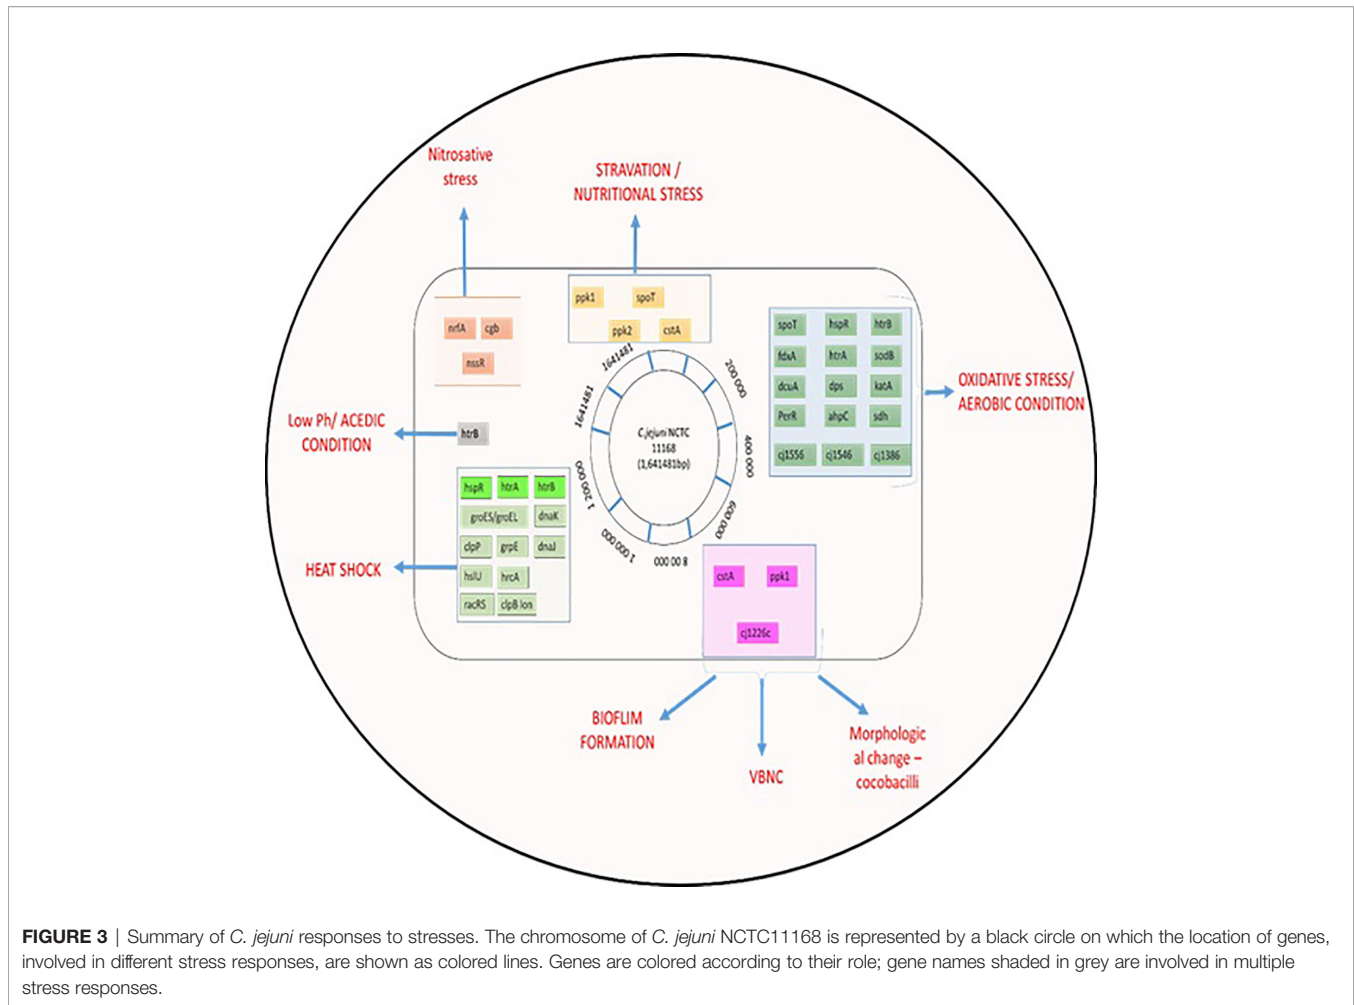 Nitrosative
stress
STRAVATION /
NUTRITIONAL STRESS
nrfA cgb
nssR
ppk1 spoT
ppk2 cstA
spoT hspR htrB
fdxA htrA sodB
dcuA dps katA
PerR ahpC sdh
cj1556 cj1546 cj1386
OXIDATIVE STRESS/
AEROBIC CONDITION
Low Ph/ ACEDIC
CONDITION
htrB
1641481
1641481
200 000
400 000
600 000
8 00 000
1 000 000
1 200 000
C.jejuni NCTC
11168
(1,641481bp)
hspR htrA htrB
groES/groEL dnaK
clpP grpE dnaJ
hslU hrcA
racRS clpB lon
HEAT SHOCK
cstA ppk1
cj1226c
BIOFLIM
FORMATION
VBNC
Morphologic
al change –
cocobacilli
FIGURE 3 | Summary of C. jejuni responses to stresses. The chromosome of C. jejuni NCTC11168 is represented by a black circle on which the location of genes,
involved in different stress responses, are shown as colored lines. Genes are colored according to their role; gene names shaded in grey are involved in multiple
stress responses.